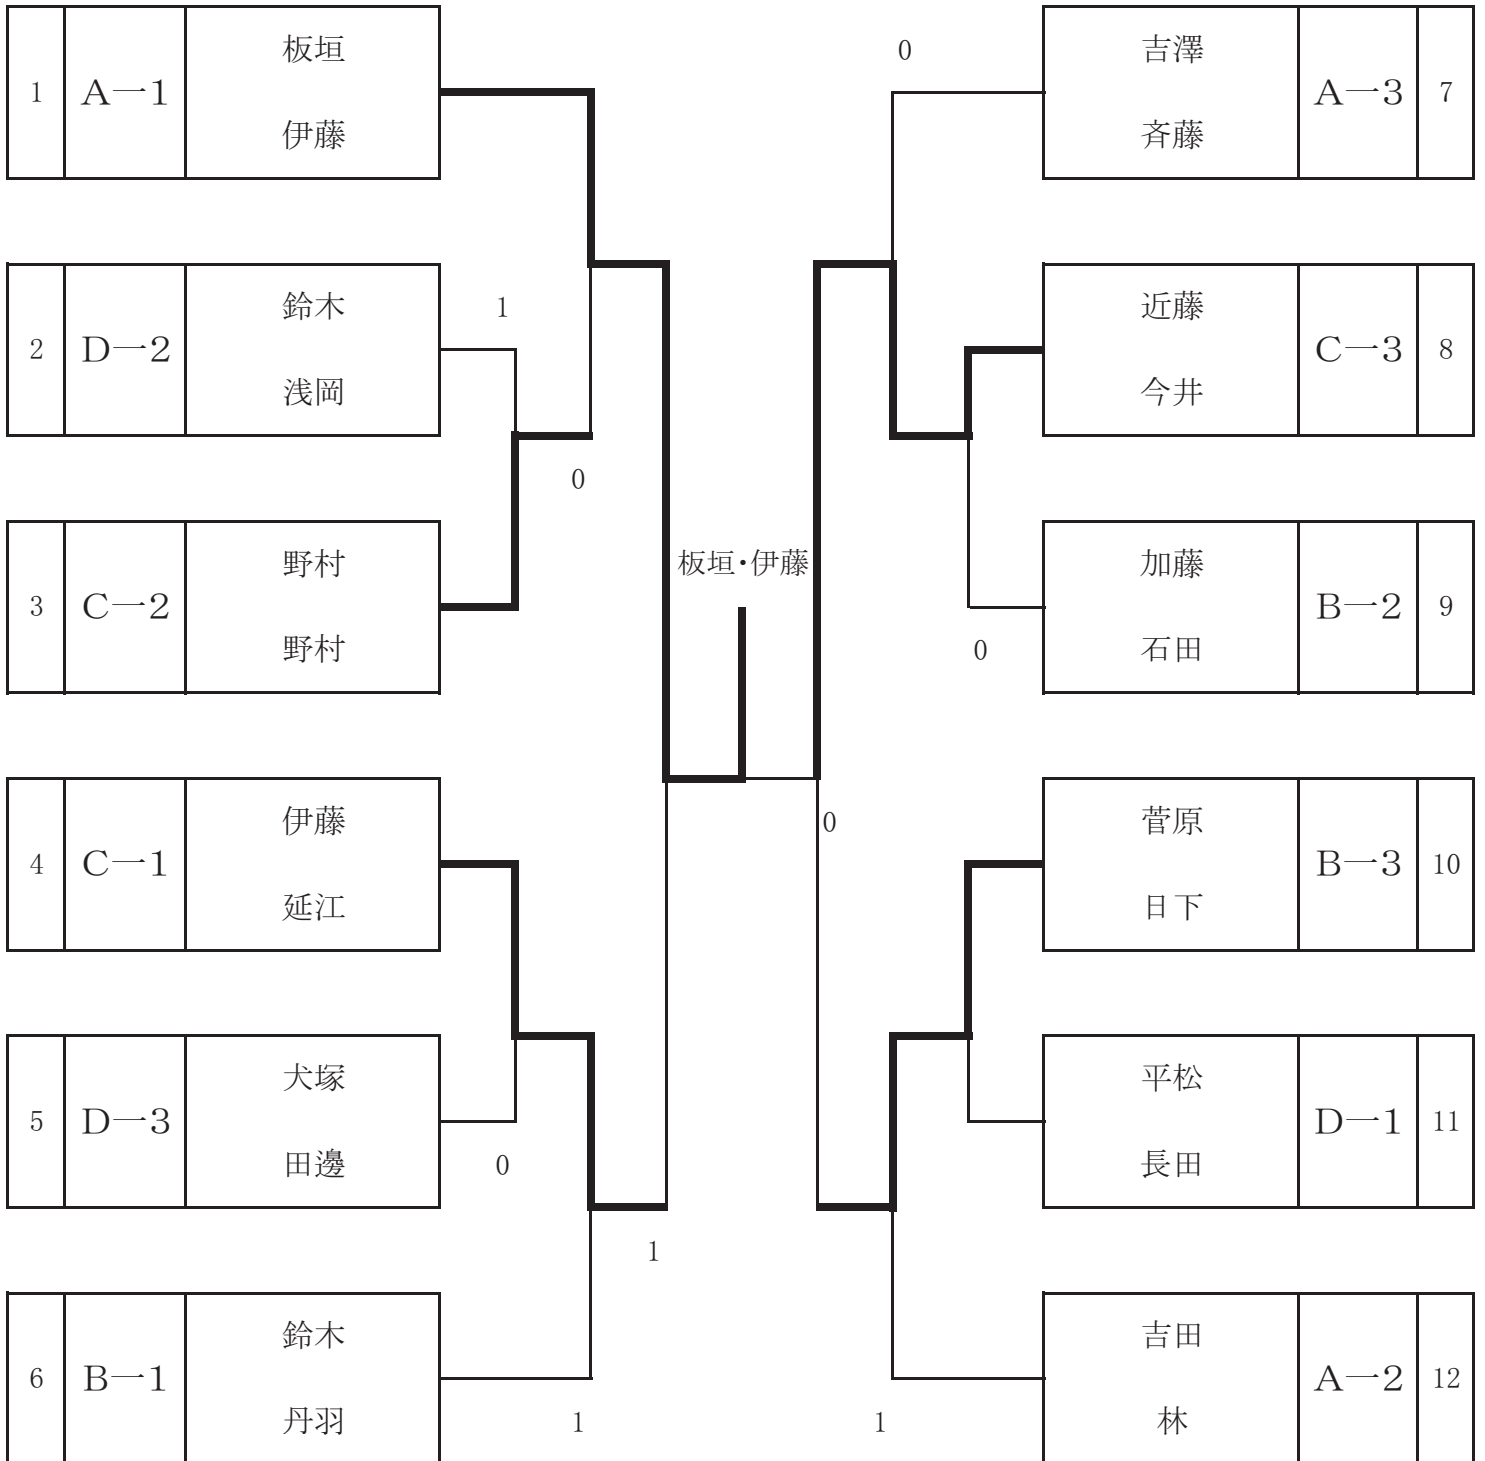 1 A－1 板垣
伊藤
2 D－2 鈴木
浅岡
1
3 C－2 野村
野村
0
4 C－1 伊藤
延江
5 D－3 犬塚
田邊
0
6 B－1 鈴木
丹羽
1
1
板垣・伊藤
0
0
吉澤 A－3 7
斉藤
近藤 C－3 8
今井
加藤 B－2 9
石田
0
菅原 B－3 10
日下
平松 D－1 11
長田
吉田 A－2 12
林
1